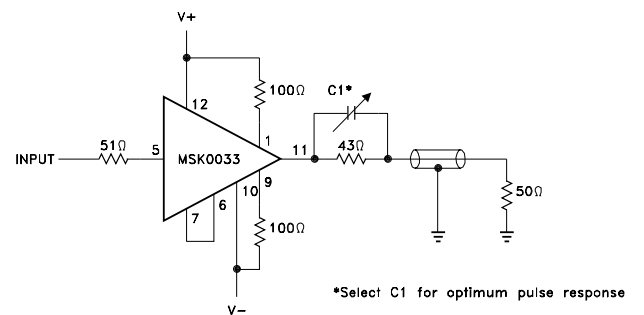 V+
12
100Ω
C1*
1
11
43Ω
51Ω
5
MSK0033
INPUT
9
10
6
7
100Ω
50Ω
V-
*Select C1 for optimum pulse response